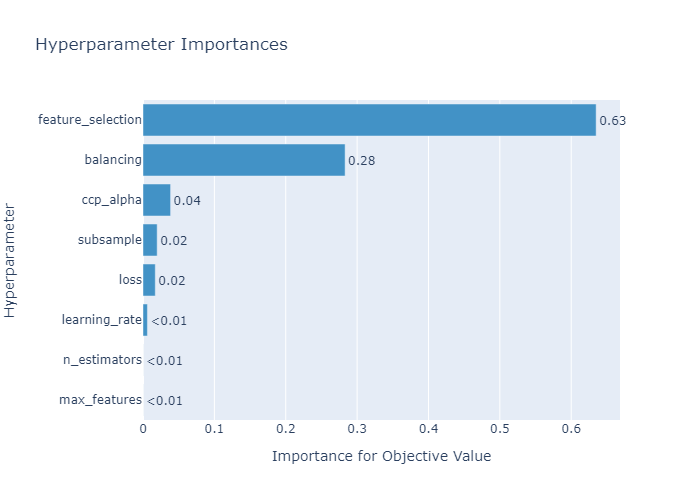 Hyperparameter Importances
Hyperparameter
feature_selection 0.63
balancing 0.28
ccp_alpha 0.04
subsample 0.02
loss 0.02
learning_rate <0.01
n_estimators <0.01
max_features <0.01
0 0.1 0.2 0.3 0.4 0.5 0.6
Importance for Objective Value